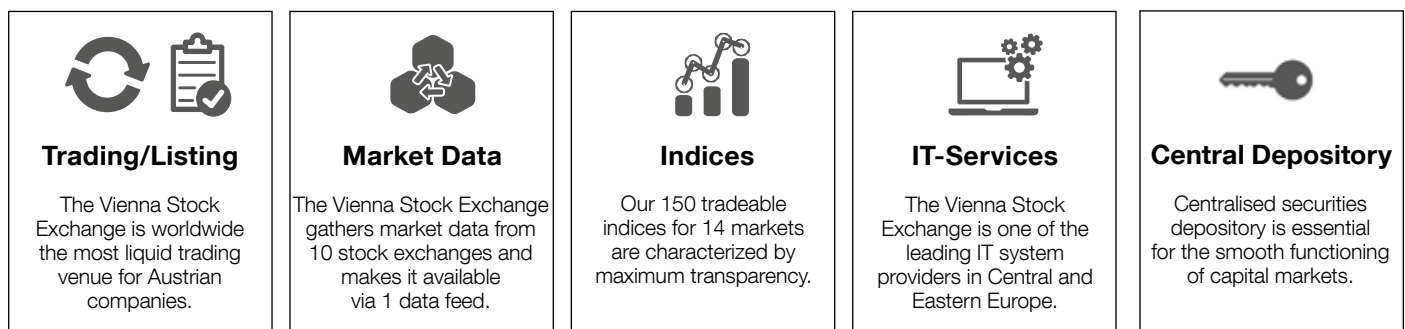 Trading/Listing
The Vienna Stock
Exchange is worldwide
the most liquid trading
venue for Austrian
companies.
Market Data
The Vienna Stock Exchange
gathers market data from
10 stock exchanges and
makes it available
via 1 data feed.
Indices
Our 150 tradeable
indices for 14 markets
are characterized by
maximum transparency.
IT-Services
The Vienna Stock
Exchange is one of the
leading IT system
providers in Central and
Eastern Europe.
Central Depository
Centralised securities
depository is essential
for the smooth functioning
of capital markets.